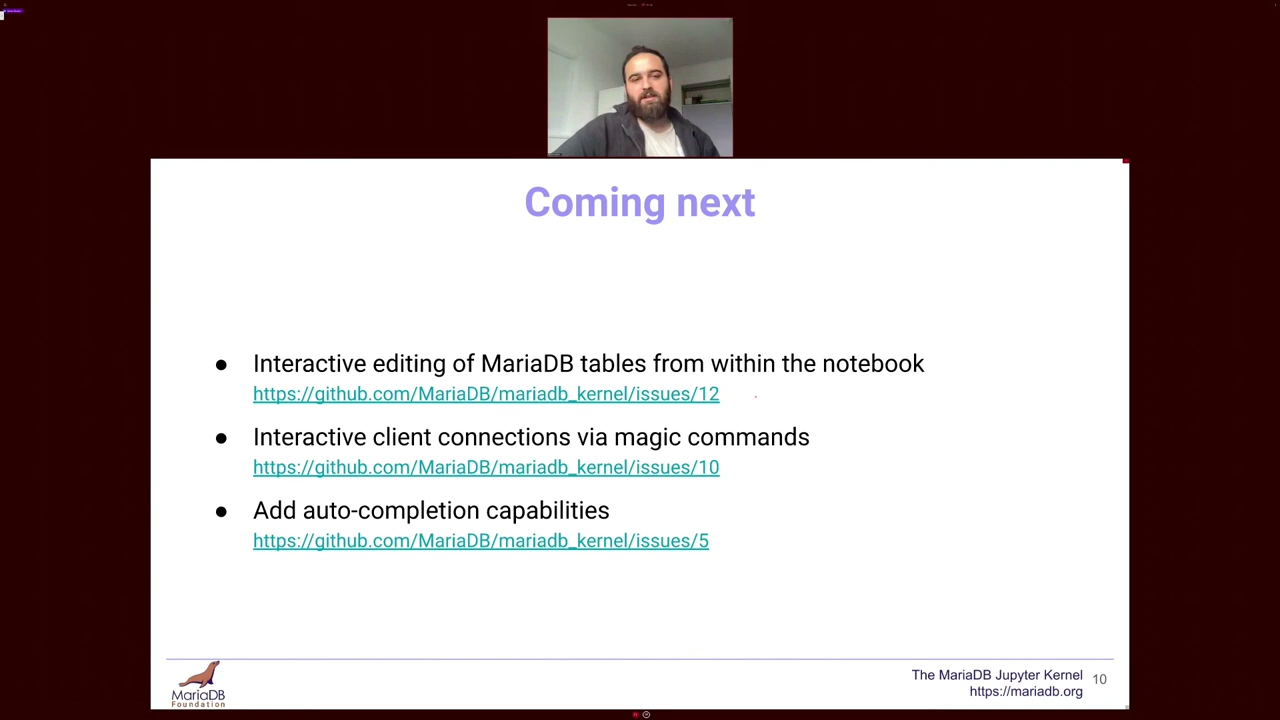 Coming next
● Interactive editing of MariaDB tables from within the notebook
https://github.com/MariaDB/mariadb_kernel/issues/12
● Interactive client connections via magic commands
https://github.com/MariaDB/mariadb_kernel/issues/10
● Add auto-completion capabilities
https://github.com/MariaDB/mariadb_kernel/issues/5
MariaDB
Foundation
The MariaDB Jupyter Kernel
https://mariadb.org
10